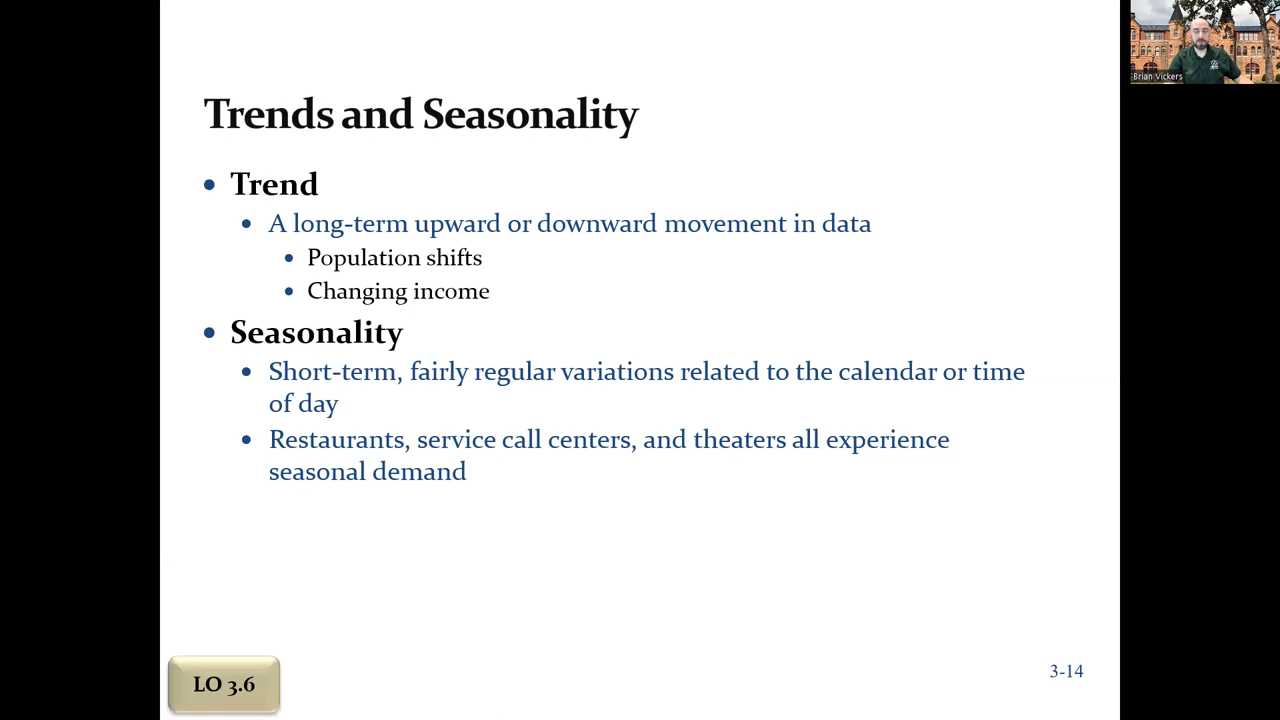 Brian Vickers
Trends and Seasonality
• Trend
• A long-term upward or downward movement in data
• Population shifts
• Changing income
• Seasonality
• Short-term, fairly regular variations related to the calendar or time
of day
• Restaurants, service call centers, and theaters all experience
seasonal demand
LO 3.6
3-14